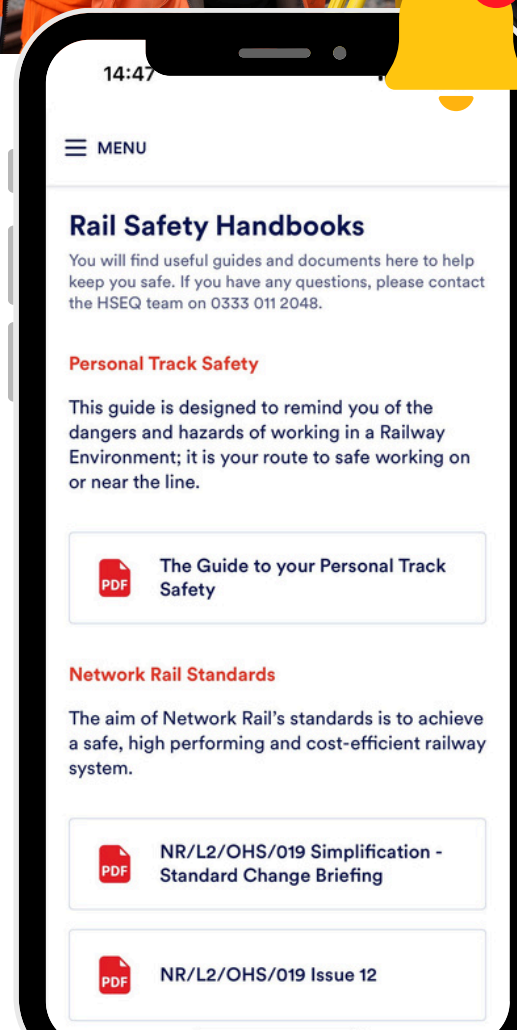 14:47
MENU
Rail Safety Handbooks
You will find useful guides and documents here to help
keep you safe. If you have any questions, please contact
the HSEQ team on 0333 011 2048.
Personal Track Safety
This guide is designed to remind you of the
dangers and hazards of working in a Railway
Environment; it is your route to safe working on
or near the line.
PDF
The Guide to your Personal Track
Safety
Network Rail Standards
The aim of Network Rail's standards is to achieve
a safe, high performing and cost-efficient railway
system.
PDF
NR/L2/OHS/019 Simplification -
Standard Change Briefing
PDF
NR/L2/OHS/019 Issue 12